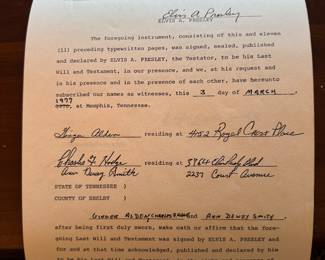 Elvis A. Presley
ELVIS A. PRESLEY
The foregoing instrument, consisting of this and eleven
(11) preceding typewritten pages, was signed, sealed, published
and declared by ELVIS A. PRESLEY, the Testator, to be his Last
Will and Testament, in our presence, and we, at his request and
in his presence and in the presence of each other, have hereunto
subscribed our names as witnesses, this 3 day of MARCH
1977
, at Memphis, Tennessee.
Ginger Alden residing at 4152 Royal Crest Place
Charles F. Hodge residing at 3764 Elvis Presley Blvd
Ann Dewey Smith 2237 Court Avenue
STATE OF TENNESSEE )
COUNTY OF SHELBY )
GINGER ALDEN, CHARLES F. HODGE, ANN DEWEY SMITH,
after being first duly sworn, make oath or affirm that the fore-
going Last Will and Testament was signed by ELVIS A. PRESLEY and
for and at that time acknowledged, published and declared by him
to be his Last Will and Testament,